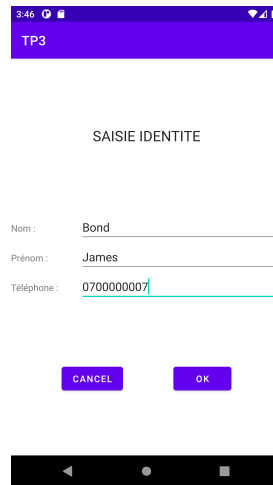 3:46
TP3
SAISIE IDENTITE
Nom : Bond
Prénom : James
Téléphone : 0700000007
CANCEL OK